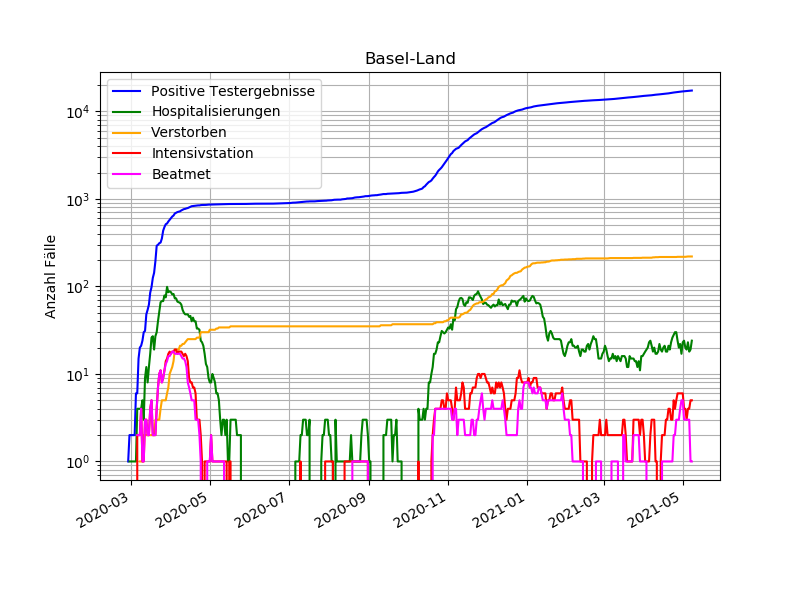 Basel-Land
Positive Testergebnisse
Hospitalisierungen
Verstorben
Intensivstation
Beatmet
Anzahl Fälle
10⁴
10³
10²
10¹
10⁰
2020-03
2020-05
2020-07
2020-09
2020-11
2021-01
2021-03
2021-05